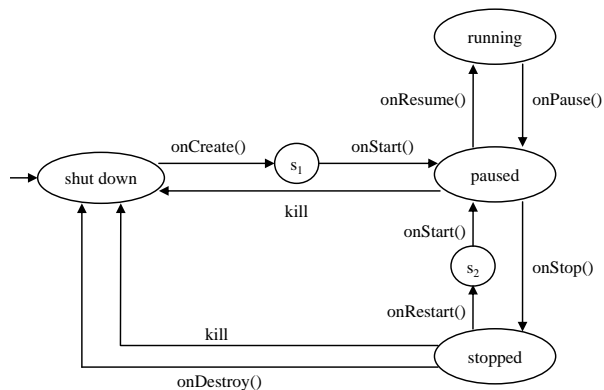 running
onResume()
onPause()
onCreate()
s1
onStart()
shut down
paused
kill
onStart()
s2
onStop()
onRestart()
kill
stopped
onDestroy()